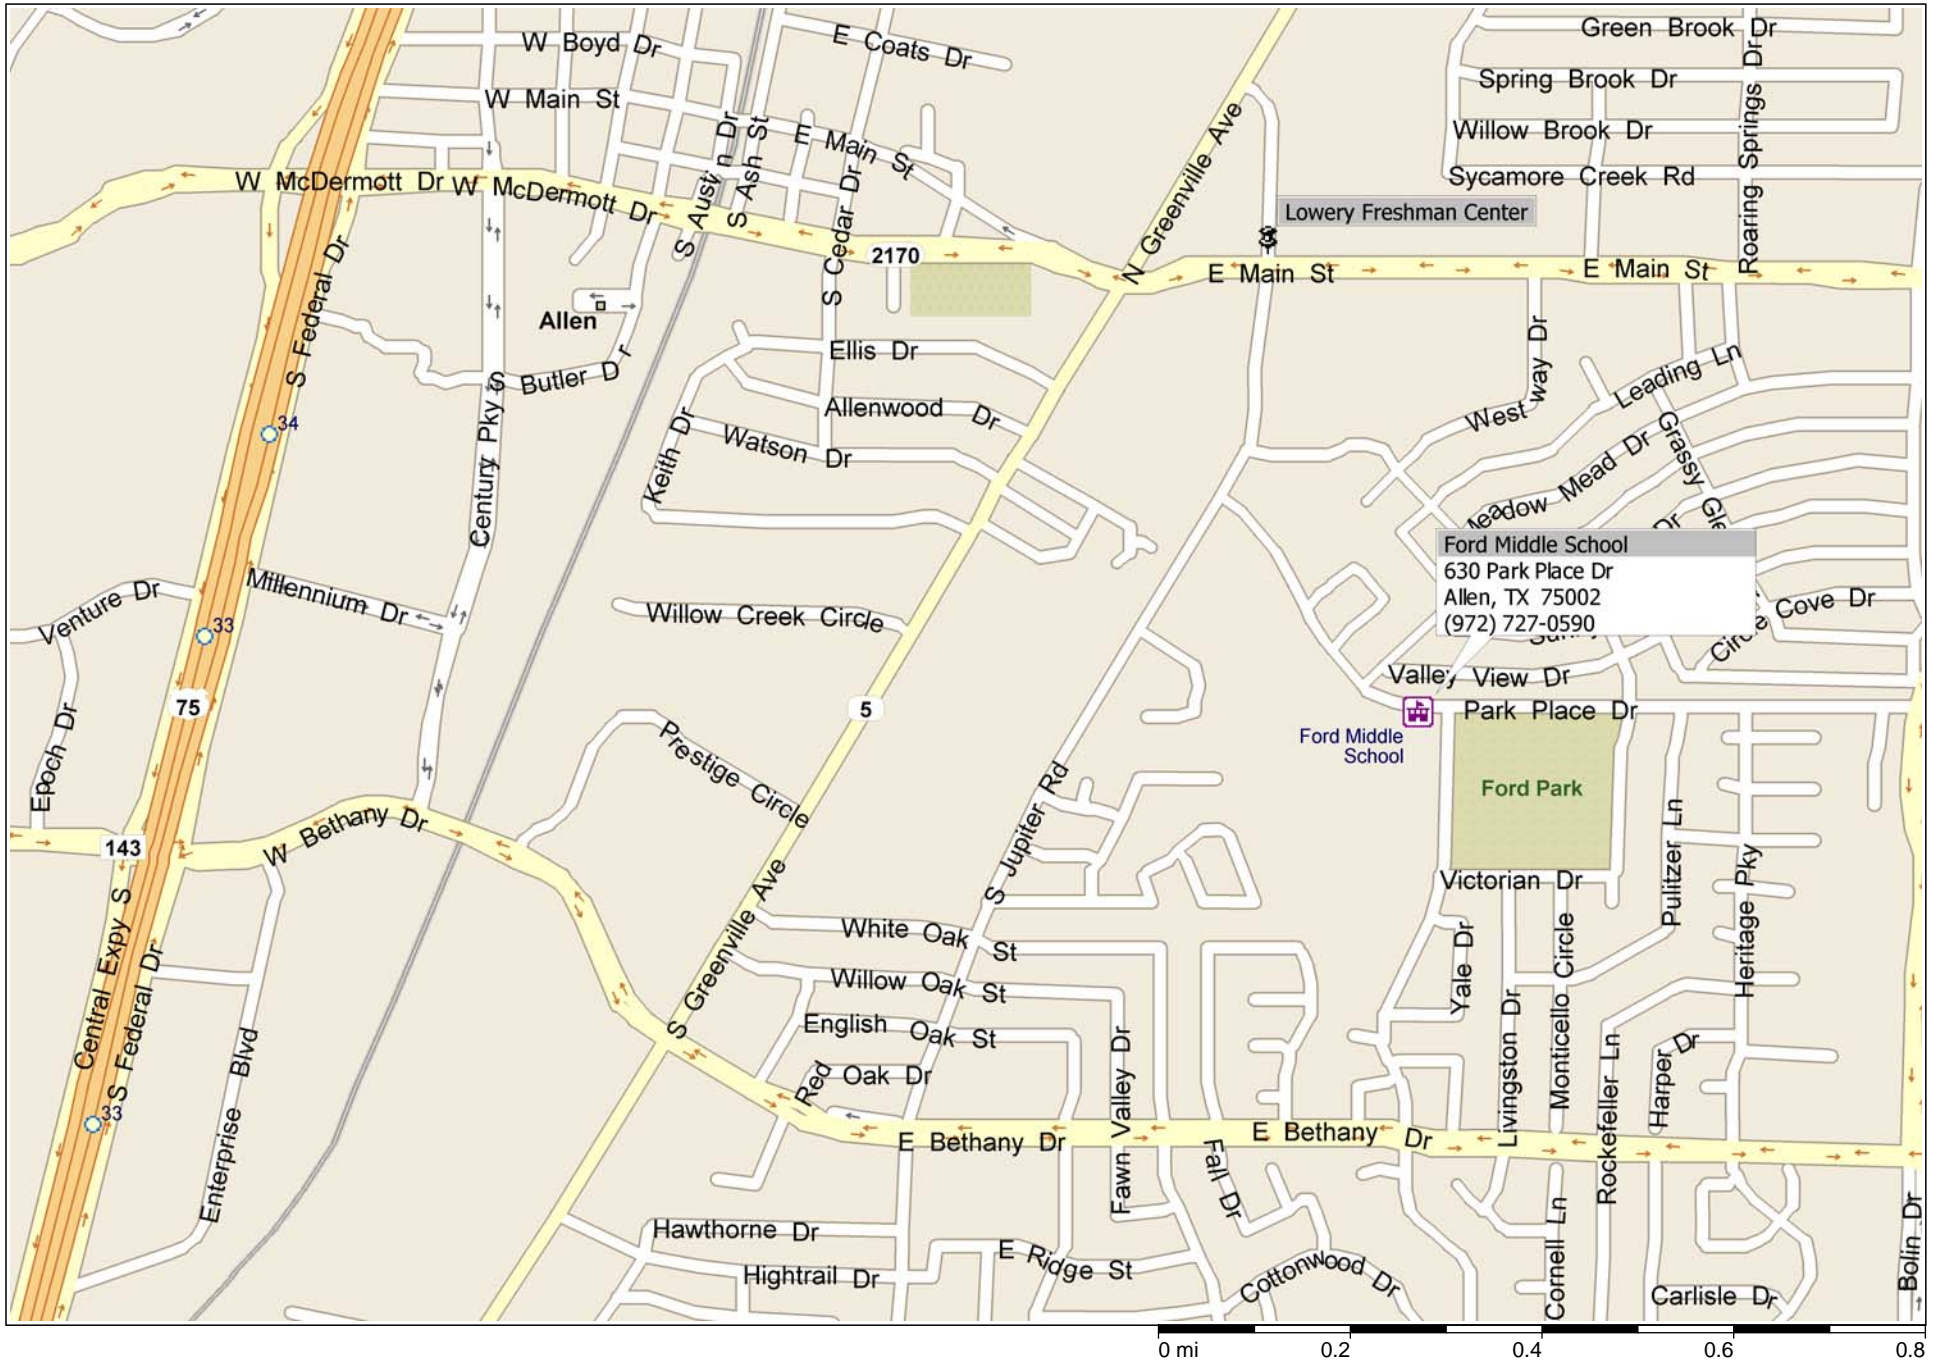 W Boyd Dr
E Coats Dr
Green Brook Dr
Spring Brook Dr
W Main St
Willow Brook Dr
Roaring Springs Dr
E Main St
S Austin Dr
S Ash St
N Greenville Ave
Sycamore Creek Rd
W McDermott Dr
W McDermott Dr
Lowery Freshman Center
S Cedar Dr
2170
E Main St
E Main St
S Federal Dr
Allen
Ellis Dr
West way Dr
Leading Ln
S Butler Dr
Allenwood Dr
34
Keith Dr
Watson Dr
Century Pky
Meadow Mead Dr
Grassy Gle
Dr
Ford Middle School
630 Park Place Dr
Allen, TX 75002
(972) 727-0590
Venture Dr
Millennium Dr
Willow Creek Circle
33
Circle Cove Dr
Valley View Dr
75
5
Park Place Dr
Ford Middle
School
Epoch Dr
Prestige Circle
Ford Park
W Bethany Dr
143
S Jupiter Rd
Pulitzer Ln
Victorian Dr
Heritage Pky
Central Expy S
S Federal Dr
S Greenville Ave
White Oak St
Yale Dr
Willow Oak St
Livingston Dr
Monticello Circle
English Oak St
Enterprise Blvd
Red Oak Dr
Fawn Valley Dr
Rockefeller Ln
Harper Dr
33
E Bethany Dr
E Bethany Dr
Fall Dr
Hawthorne Dr
E Ridge St
Hightrail Dr
Cottonwood Dr
Cornell Ln
Carlisle Dr
Bolin Dr
0 mi 0.2 0.4 0.6 0.8